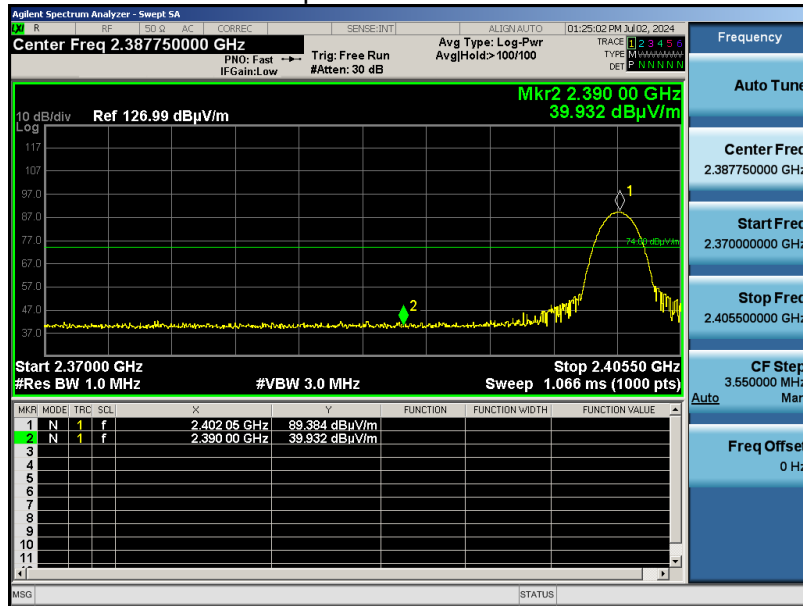 Agilent Spectrum Analyzer - Swept SA
LXI R RF 50 Ω AC CORREC SENSE:INT ALIGN AUTO 01:25:02 PM Jul 02, 2024
Center Freq 2.387750000 GHz
PNO: Fast
IFGain:Low
Trig: Free Run
#Atten: 30 dB
Avg Type: Log-Pwr
Avg|Hold:>100/100
TRACE 1 2 3 4 5 6
TYPE M
DET P N N N N N
Mkr2 2.390 00 GHz
39.932 dBµV/m
10 dB/div Ref 126.99 dBµV/m
Log
117
107
97.0
87.0
77.0
67.0
57.0
47.0
37.0
1
2
74.00 dBµV/m
Start 2.37000 GHz Stop 2.40550 GHz
#Res BW 1.0 MHz #VBW 3.0 MHz Sweep 1.066 ms (1000 pts)
MKR MODE TRC SCL X Y FUNCTION FUNCTION WIDTH FUNCTION VALUE
1 N 1 f 2.402 05 GHz 89.384 dBµV/m
2 N 1 f 2.390 00 GHz 39.932 dBµV/m
3
4
5
6
7
8
9
10
11
MSG STATUS
Frequency
Auto Tune
Center Freq
2.387750000 GHz
Start Freq
2.370000000 GHz
Stop Freq
2.405500000 GHz
CF Step
3.550000 MHz
Auto Man
Freq Offset
0 Hz